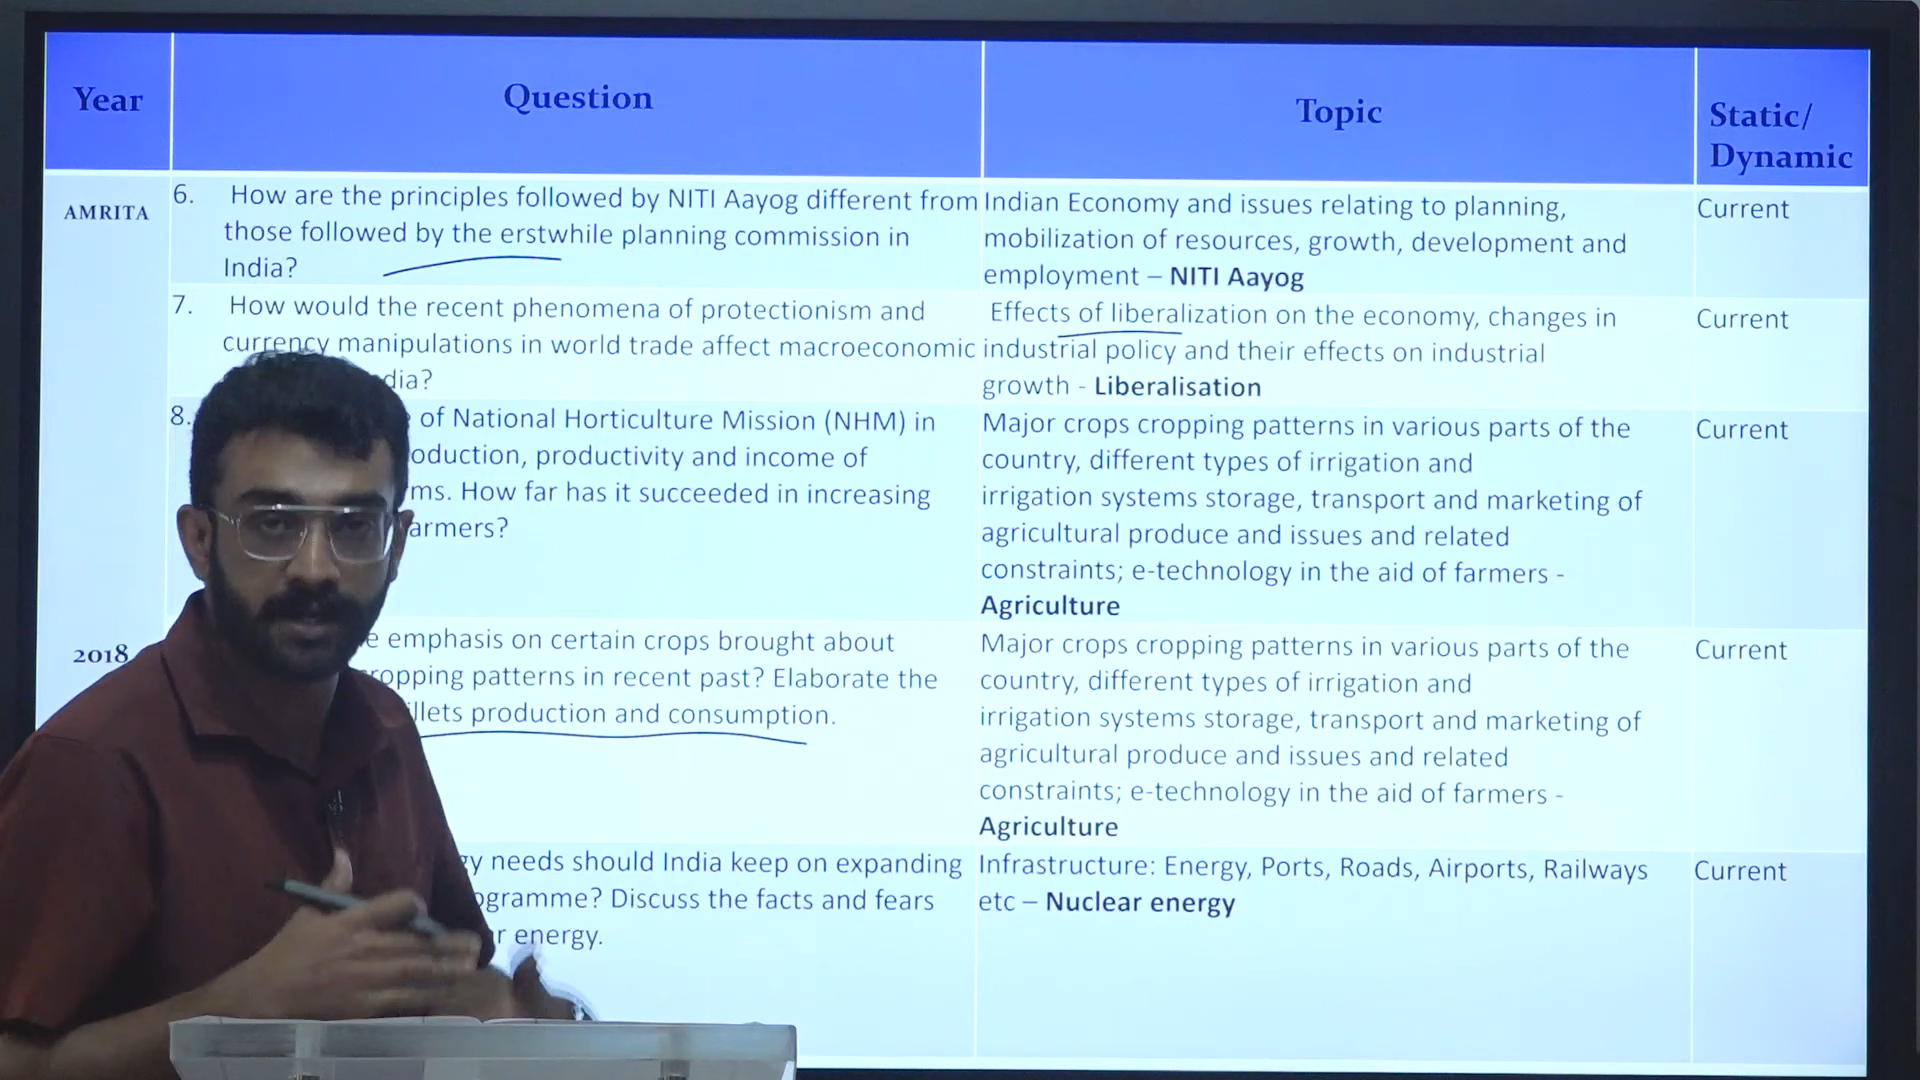 Year
Question
Topic
Static/
Dynamic
AMRITA
6. How are the principles followed by NITI Aayog different from
those followed by the erstwhile planning commission in
India?
Indian Economy and issues relating to planning,
mobilization of resources, growth, development and
employment – NITI Aayog
Current
7. How would the recent phenomena of protectionism and
currency manipulations in world trade affect macroeconomic
dia?
Effects of liberalization on the economy, changes in
industrial policy and their effects on industrial
growth - Liberalisation
Current
8.
of National Horticulture Mission (NHM) in
oduction, productivity and income of
ms. How far has it succeeded in increasing
armers?
Major crops cropping patterns in various parts of the
country, different types of irrigation and
irrigation systems storage, transport and marketing of
agricultural produce and issues and related
constraints; e-technology in the aid of farmers -
Agriculture
Current
2018
e emphasis on certain crops brought about
ropping patterns in recent past? Elaborate the
illets production and consumption.
Major crops cropping patterns in various parts of the
country, different types of irrigation and
irrigation systems storage, transport and marketing of
agricultural produce and issues and related
constraints; e-technology in the aid of farmers -
Agriculture
Current
gy needs should India keep on expanding
ogramme? Discuss the facts and fears
r energy.
Infrastructure: Energy, Ports, Roads, Airports, Railways
etc – Nuclear energy
Current